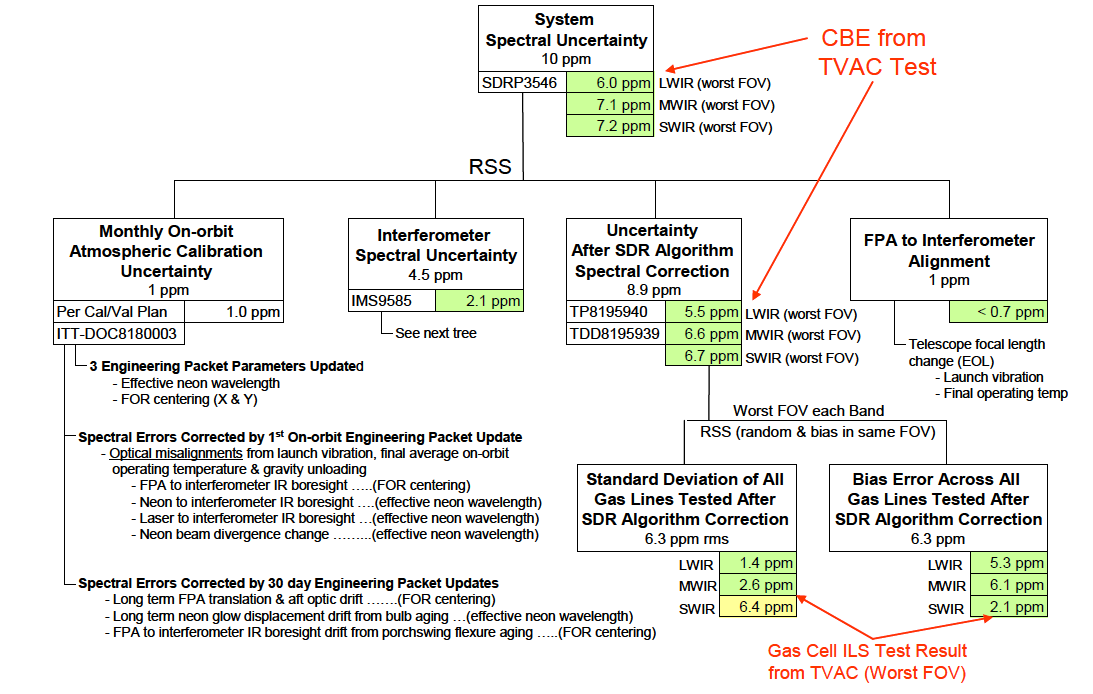 System
Spectral Uncertainty
10 ppm
SDRP3546
6.0 ppm
LWIR (worst FOV)
7.1 ppm
MWIR (worst FOV)
7.2 ppm
SWIR (worst FOV)
CBE from
TVAC Test
RSS
Monthly On-orbit
Atmospheric Calibration
Uncertainty
1 ppm
Per Cal/Val Plan
1.0 ppm
ITT-DOC8180003
Interferometer
Spectral Uncertainty
4.5 ppm
IMS9585
2.1 ppm
See next tree
Uncertainty
After SDR Algorithm
Spectral Correction
8.9 ppm
TP8195940
5.5 ppm
LWIR (worst FOV)
TDD8195939
6.6 ppm
MWIR (worst FOV)
6.7 ppm
SWIR (worst FOV)
FPA to Interferometer
Alignment
1 ppm
< 0.7 ppm
Telescope focal length
change (EOL)
- Launch vibration
- Final operating temp
3 Engineering Packet Parameters Updated
- Effective neon wavelength
- FOR centering (X & Y)
Spectral Errors Corrected by 1st On-orbit Engineering Packet Update
- Optical misalignments from launch vibration, final average on-orbit
operating temperature & gravity unloading
- FPA to interferometer IR boresight …..(FOR centering)
- Neon to interferometer IR boresight ….(effective neon wavelength)
- Laser to interferometer IR boresight …(effective neon wavelength)
- Neon beam divergence change ………..(effective neon wavelength)
Spectral Errors Corrected by 30 day Engineering Packet Updates
- Long term FPA translation & aft optic drift …….(FOR centering)
- Long term neon glow displacement drift from bulb aging …(effective neon wavelength)
- FPA to interferometer IR boresight drift from porchswing flexure aging …..(FOR centering)
Worst FOV each Band
RSS (random & bias in same FOV)
Standard Deviation of All
Gas Lines Tested After
SDR Algorithm Correction
6.3 ppm rms
LWIR
1.4 ppm
MWIR
2.6 ppm
SWIR
6.4 ppm
Bias Error Across All
Gas Lines Tested After
SDR Algorithm Correction
6.3 ppm
LWIR
5.3 ppm
MWIR
6.1 ppm
SWIR
2.1 ppm
Gas Cell ILS Test Result
from TVAC (Worst FOV)